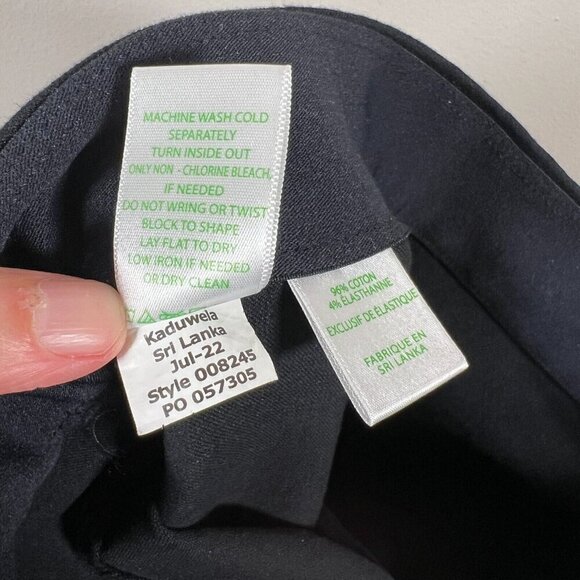 MACHINE WASH COLD
SEPARATELY
TURN INSIDE OUT
ONLY NON - CHLORINE BLEACH,
IF NEEDED
DO NOT WRING OR TWIST
BLOCK TO SHAPE
LAY FLAT TO DRY
LOW IRON IF NEEDED
OR DRY CLEAN
Kaduwela
Sri Lanka
Jul-22
Style 008245
PO 057305
96% COTON
4% ÉLASTHANNE
EXCLUSIF DE ÉLASTIQUE
FABRIQUÉ EN
SRI LANKA